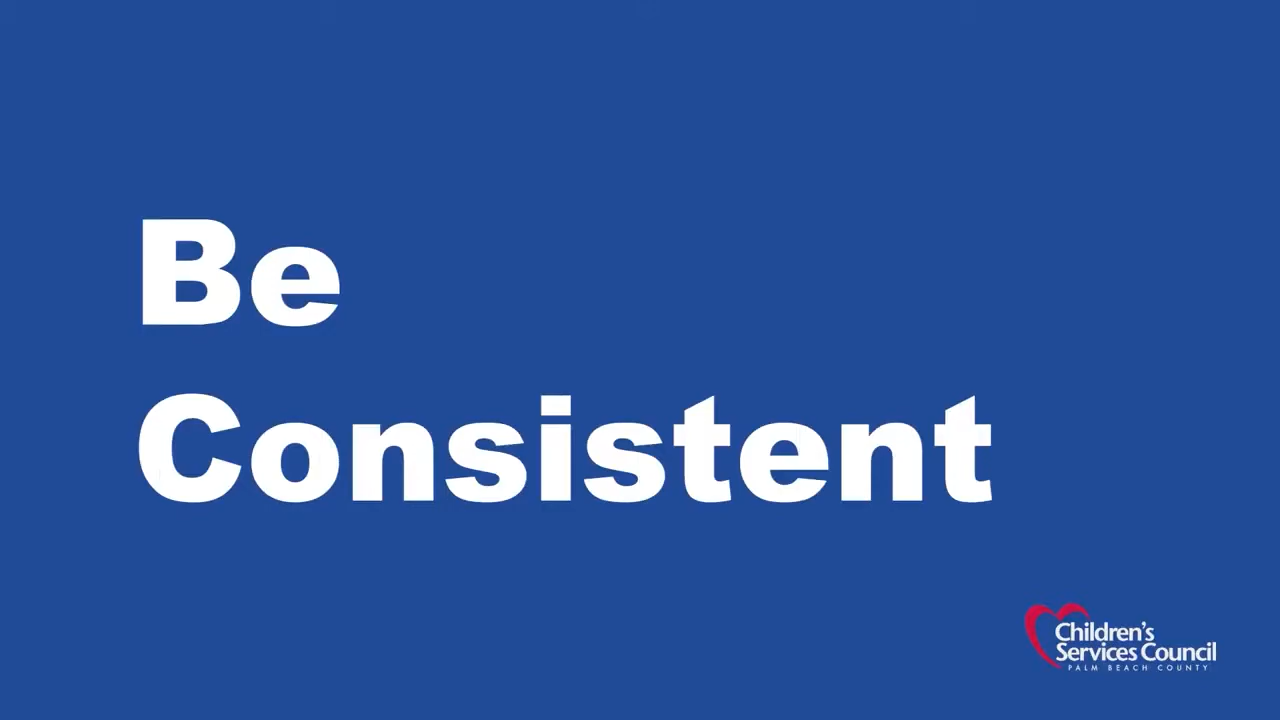 Be
Consistent
Children's
Services Council
PALM BEACH COUNTY